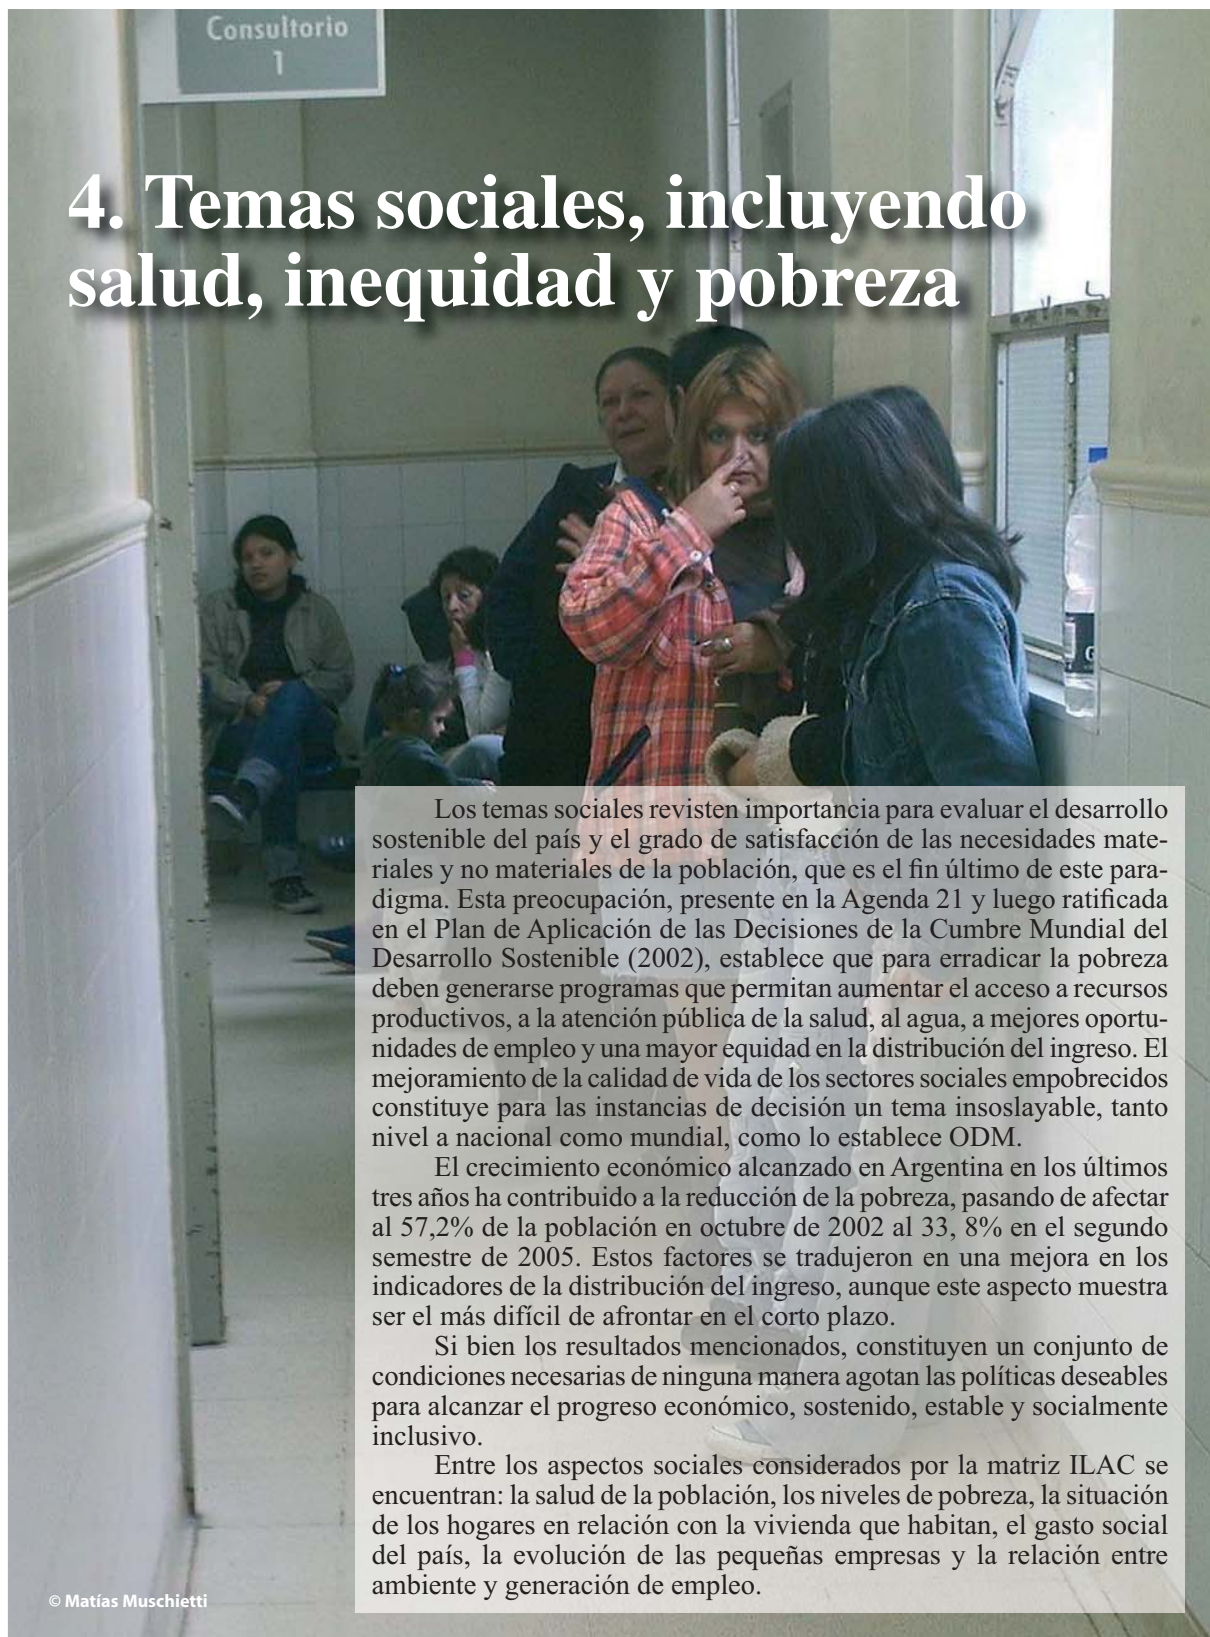 Consultorio
1
4. Temas sociales, incluyendo
salud, inequidad y pobreza
Los temas sociales revisten importancia para evaluar el desarrollo
sostenible del país y el grado de satisfacción de las necesidades mate-
riales y no materiales de la población, que es el fin último de este para-
digma. Esta preocupación, presente en la Agenda 21 y luego ratificada
en el Plan de Aplicación de las Decisiones de la Cumbre Mundial del
Desarrollo Sostenible (2002), establece que para erradicar la pobreza
deben generarse programas que permitan aumentar el acceso a recursos
productivos, a la atención pública de la salud, al agua, a mejores oportu-
nidades de empleo y una mayor equidad en la distribución del ingreso. El
mejoramiento de la calidad de vida de los sectores sociales empobrecidos
constituye para las instancias de decisión un tema insoslayable, tanto
nivel a nacional como mundial, como lo establece ODM.
El crecimiento económico alcanzado en Argentina en los últimos
tres años ha contribuido a la reducción de la pobreza, pasando de afectar
al 57,2% de la población en octubre de 2002 al 33, 8% en el segundo
semestre de 2005. Estos factores se tradujeron en una mejora en los
indicadores de la distribución del ingreso, aunque este aspecto muestra
ser el más difícil de afrontar en el corto plazo.
Si bien los resultados mencionados, constituyen un conjunto de
condiciones necesarias de ninguna manera agotan las políticas deseables
para alcanzar el progreso económico, sostenido, estable y socialmente
inclusivo.
Entre los aspectos sociales considerados por la matriz ILAC se
encuentran: la salud de la población, los niveles de pobreza, la situación
de los hogares en relación con la vivienda que habitan, el gasto social
del país, la evolución de las pequeñas empresas y la relación entre
ambiente y generación de empleo.
© Matías Muschietti